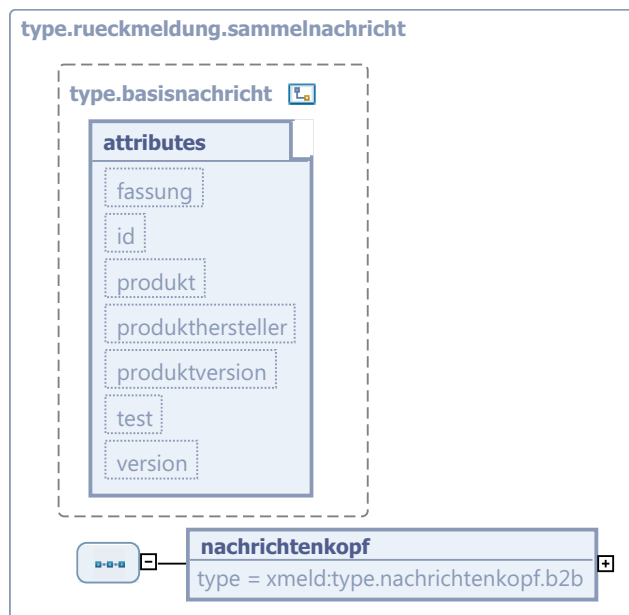 type.rueckmeldung.sammelnachricht
type.basisnachricht
attributes
fassung
id
produkt
produkthersteller
produktversion
test
version
nachrichtenkopf
type = xmeld:type.nachrichtenkopf.b2b